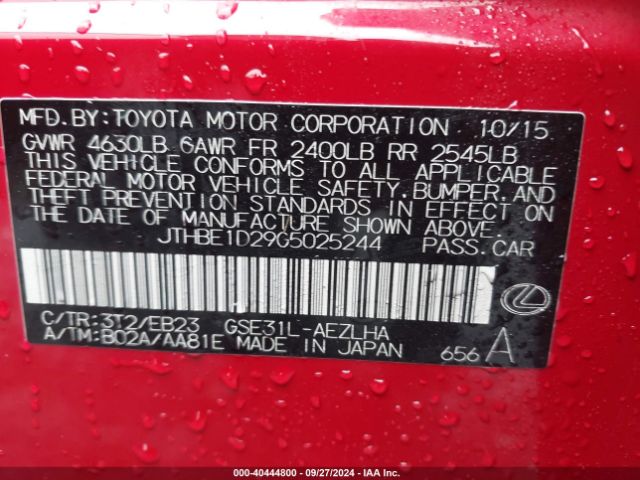 MFD. BY: TOYOTA MOTOR CORPORATION 10/15
GVWR 4630LB GAWR FR 2400LB RR 2545LB
THIS VEHICLE CONFORMS TO ALL APPLICABLE
FEDERAL MOTOR VEHICLE SAFETY, BUMPER, AND
THEFT PREVENTION STANDARDS IN EFFECT ON
THE DATE OF MANUFACTURE SHOWN ABOVE.
JTHBE1D29G5025244 PASS. CAR
C/TR: 3T2/EB23 GSE31L-AEZLHA
A/TM: B02A/AA81E MADE IN JAPAN 656 A
000-40444800 - 09/27/2024 - IAA Inc.